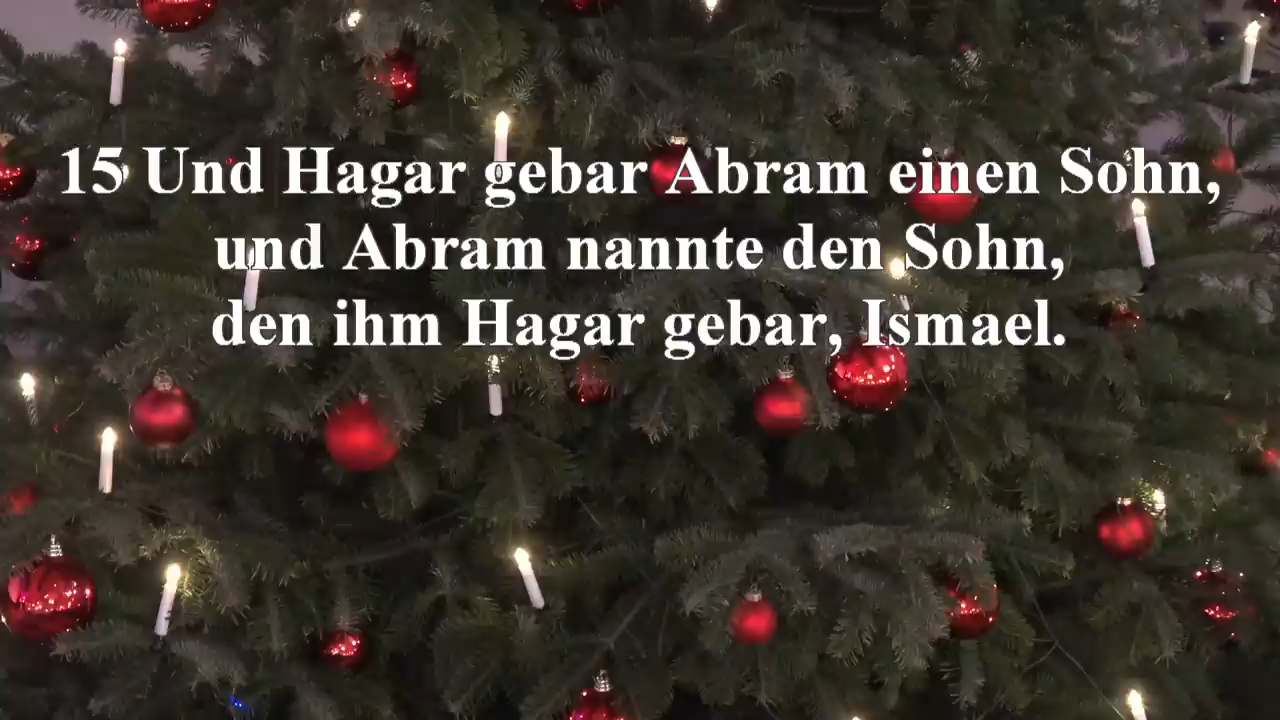 15 Und Hagar gebar Abram einen Sohn,
und Abram nannte den Sohn,
den ihm Hagar gebar, Ismael.